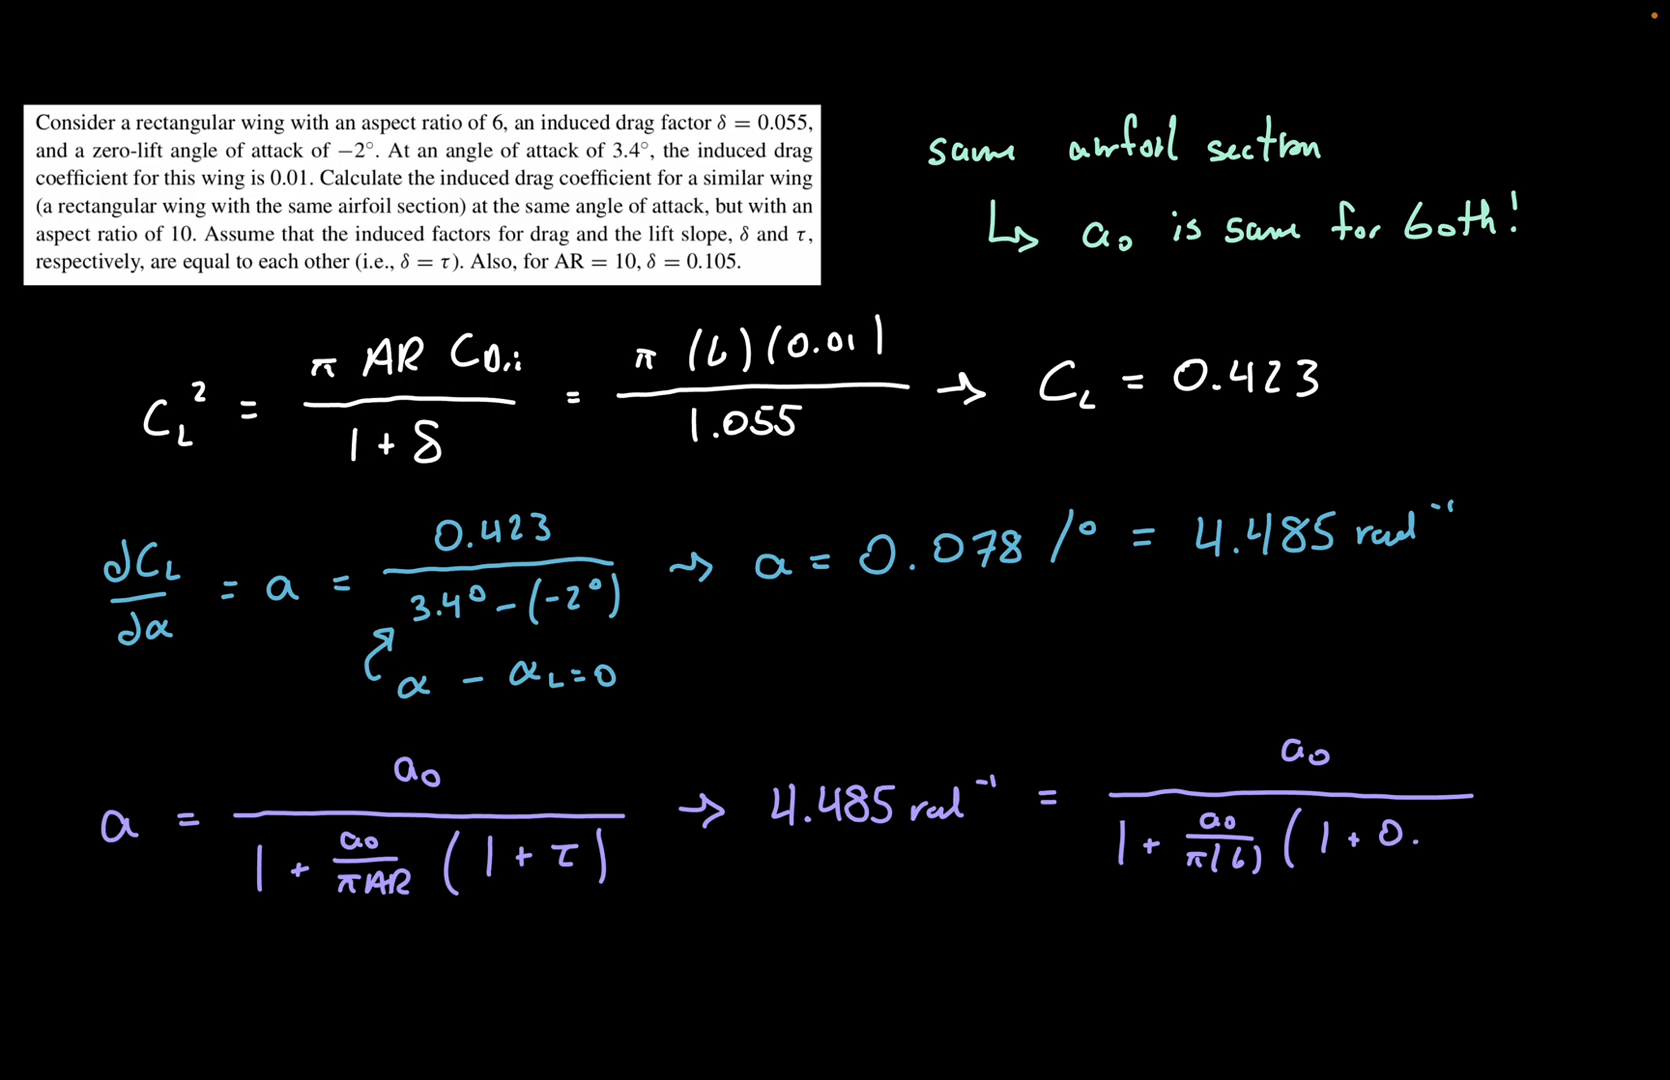 Consider a rectangular wing with an aspect ratio of 6, an induced drag factor δ = 0.055,
and a zero-lift angle of attack of −2°. At an angle of attack of 3.4°, the induced drag
coefficient for this wing is 0.01. Calculate the induced drag coefficient for a similar wing
(a rectangular wing with the same airfoil section) at the same angle of attack, but with an
aspect ratio of 10. Assume that the induced factors for drag and the lift slope, δ and τ,
respectively, are equal to each other (i.e., δ = τ). Also, for AR = 10, δ = 0.105.
same airfoil section
↳ a₀ is same for both!
C_L² = π AR C_D,i / (1 + δ) = π (6) (0.01) / 1.055 → C_L = 0.423
dC_L / dα = a = 0.423 / (3.4° − (−2°)) → a = 0.078 /° = 4.485 rad⁻¹
α − α_L=0
a = a₀ / (1 + a₀/πAR (1 + τ)) → 4.485 rad⁻¹ = a₀ / (1 + a₀/π(6) (1 + 0.